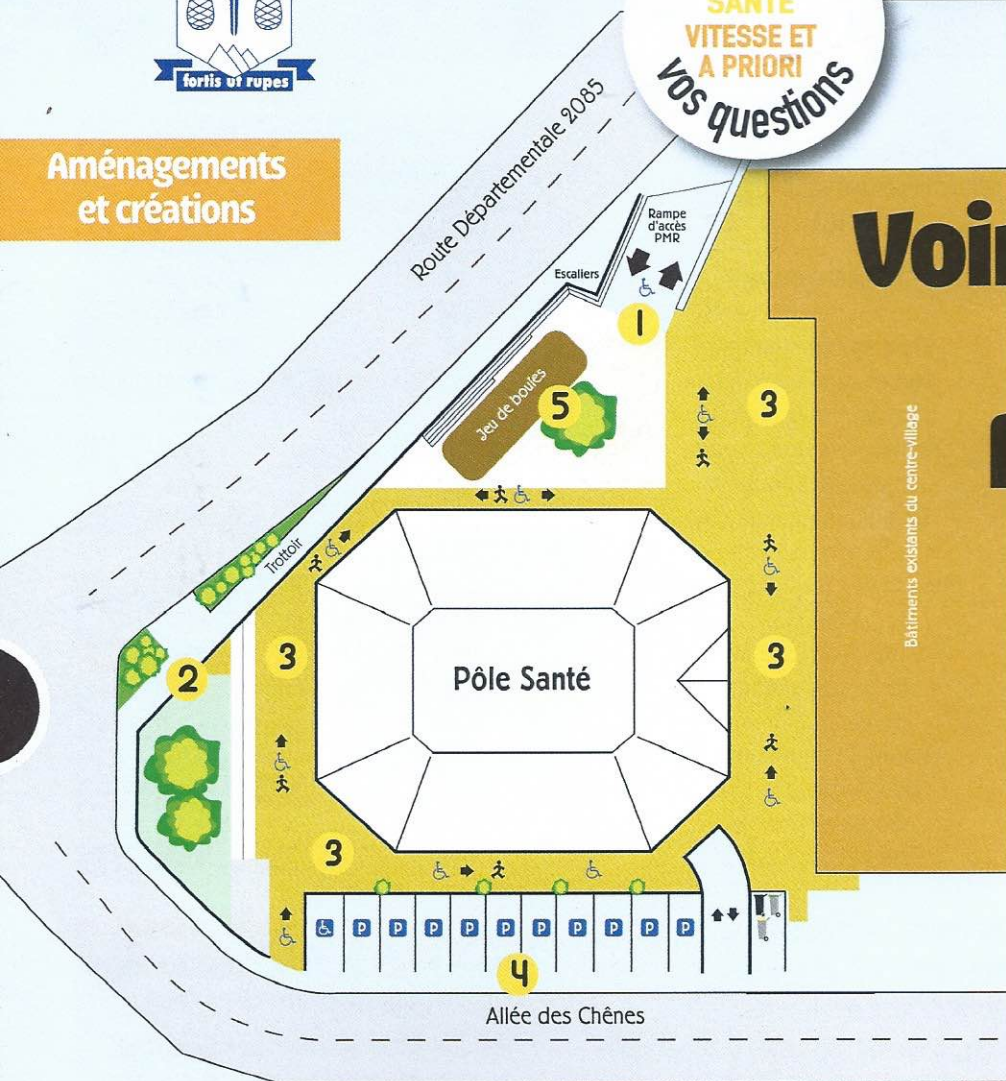 fortis ut rupes
SANTÉ
VITESSE ET
A PRIORI
vos questions
Aménagements
et créations
Route Départementale 2085
Rampe
d'accès
PMR
Escaliers
1
Voi
Jeu de boules
5
3
Bâtiments existants du centre-village
Trottoir
2
3
Pôle Santé
3
3
P P P P P P P P P P
4
Allée des Chênes